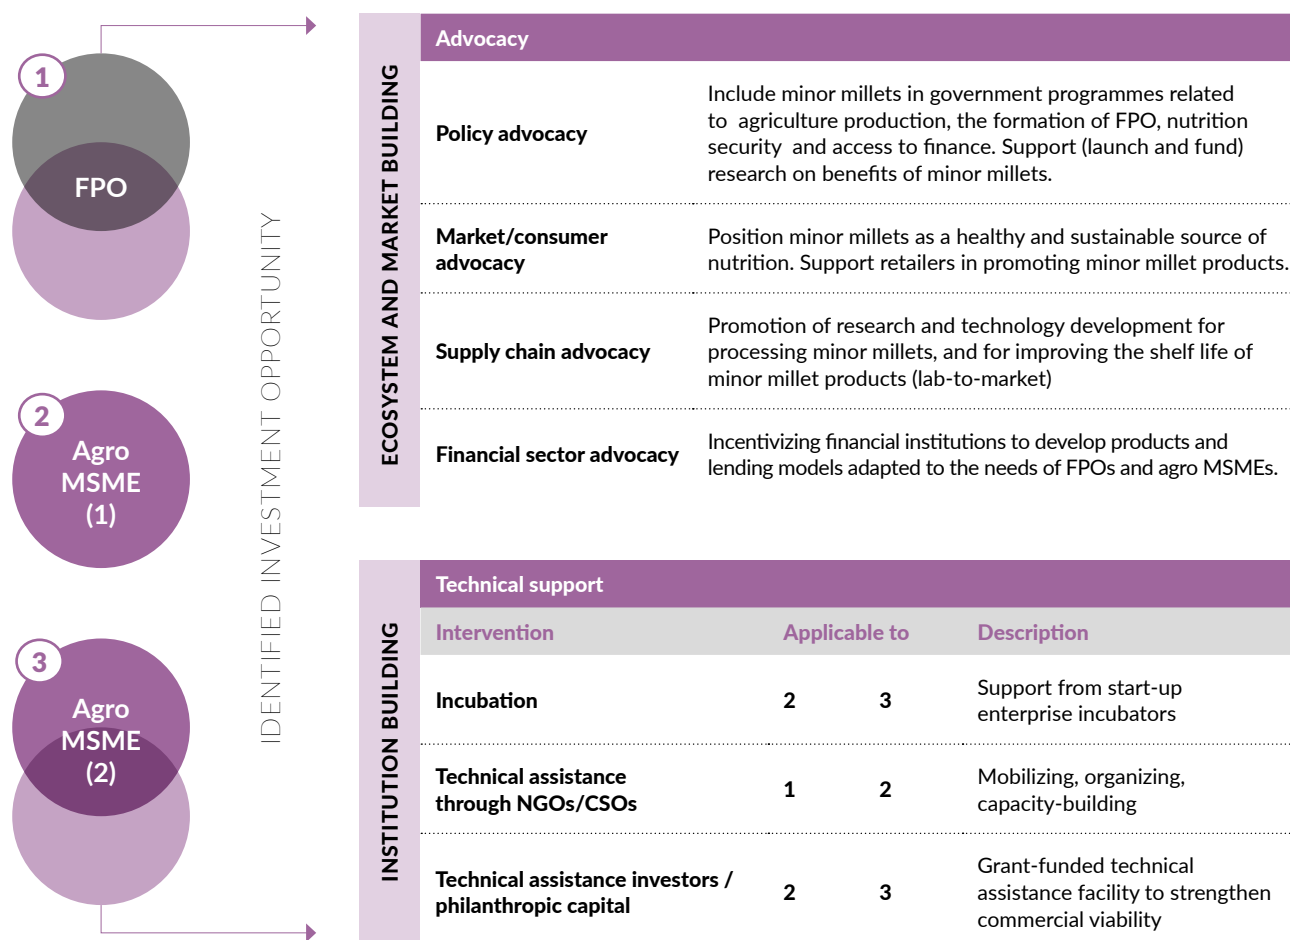 1
FPO
2
Agro
MSME
(1)
3
Agro
MSME
(2)
IDENTIFIED INVESTMENT OPPORTUNITY
ECOSYSTEM AND MARKET BUILDING
Advocacy
Policy advocacy
Include minor millets in government programmes related
to agriculture production, the formation of FPO, nutrition
security and access to finance. Support (launch and fund)
research on benefits of minor millets.
Market/consumer
advocacy
Position minor millets as a healthy and sustainable source of
nutrition. Support retailers in promoting minor millet products.
Supply chain advocacy
Promotion of research and technology development for
processing minor millets, and for improving the shelf life of
minor millet products (lab-to-market)
Financial sector advocacy
Incentivizing financial institutions to develop products and
lending models adapted to the needs of FPOs and agro MSMEs.
INSTITUTION BUILDING
Technical support
Intervention Applicable to Description
Incubation
2 3
Support from start-up
enterprise incubators
Technical assistance
through NGOs/CSOs
1 2
Mobilizing, organizing,
capacity-building
Technical assistance investors /
philanthropic capital
2 3
Grant-funded technical
assistance facility to strengthen
commercial viability